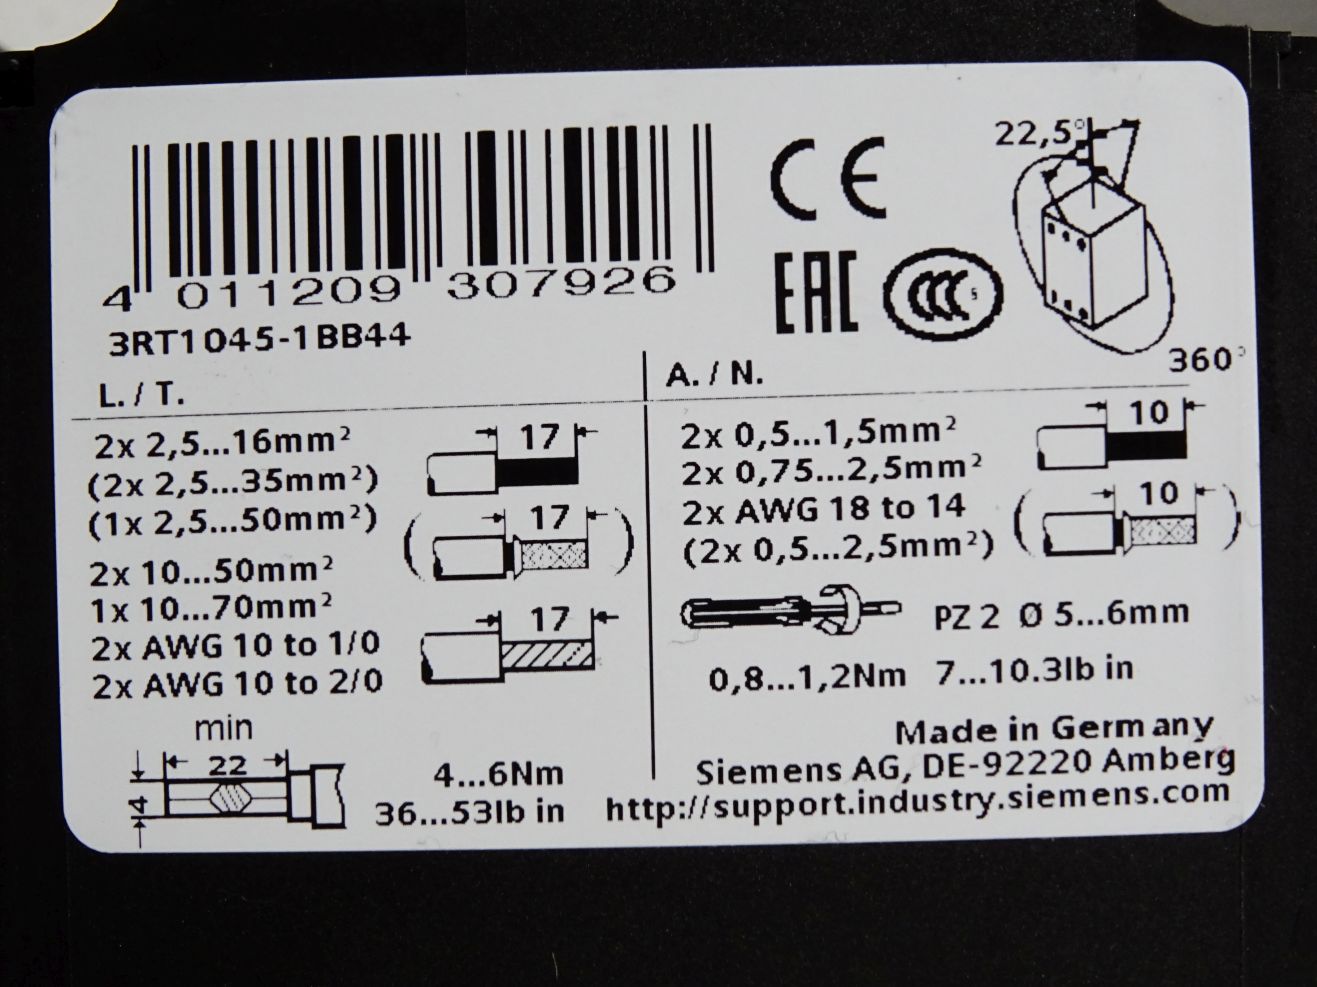 4 011209 307926
3RT1045-1BB44
CE
EAC
CCC S
22,5°
360°
L. / T.
2x 2,5...16mm²
(2x 2,5...35mm²)
(1x 2,5...50mm²)
2x 10...50mm²
1x 10...70mm²
2x AWG 10 to 1/0
2x AWG 10 to 2/0
17
( 17 )
17
min
22
4
4...6Nm
36...53lb in
A. / N.
2x 0,5...1,5mm²
2x 0,75...2,5mm²
2x AWG 18 to 14
(2x 0,5...2,5mm²)
10
( 10 )
PZ 2 Ø 5...6mm
0,8...1,2Nm 7...10.3lb in
Made in Germany
Siemens AG, DE-92220 Amberg
http://support.industry.siemens.com